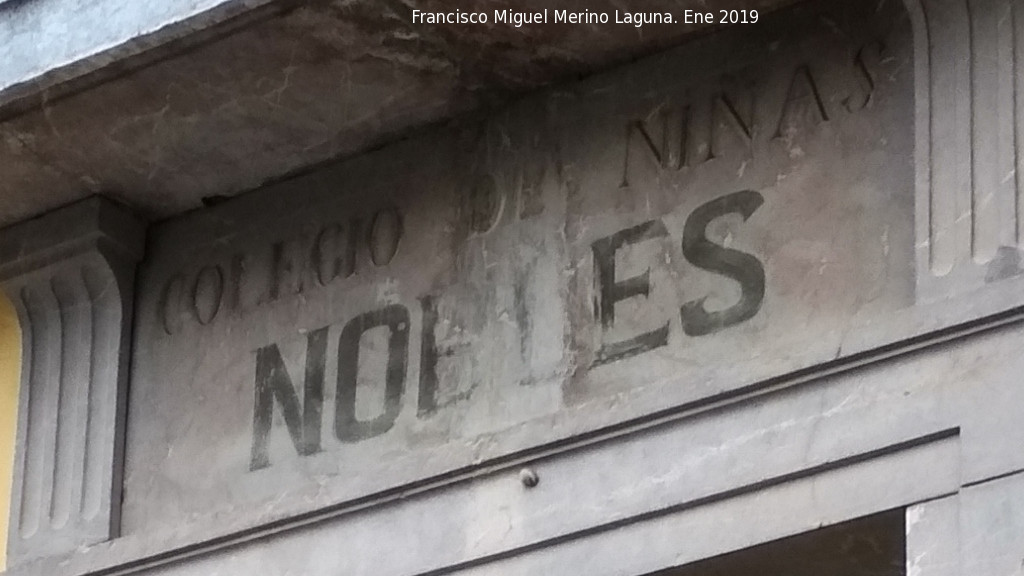 Francisco Miguel Merino Laguna. Ene 2019
COLEGIO DE NIÑAS
NOBLES